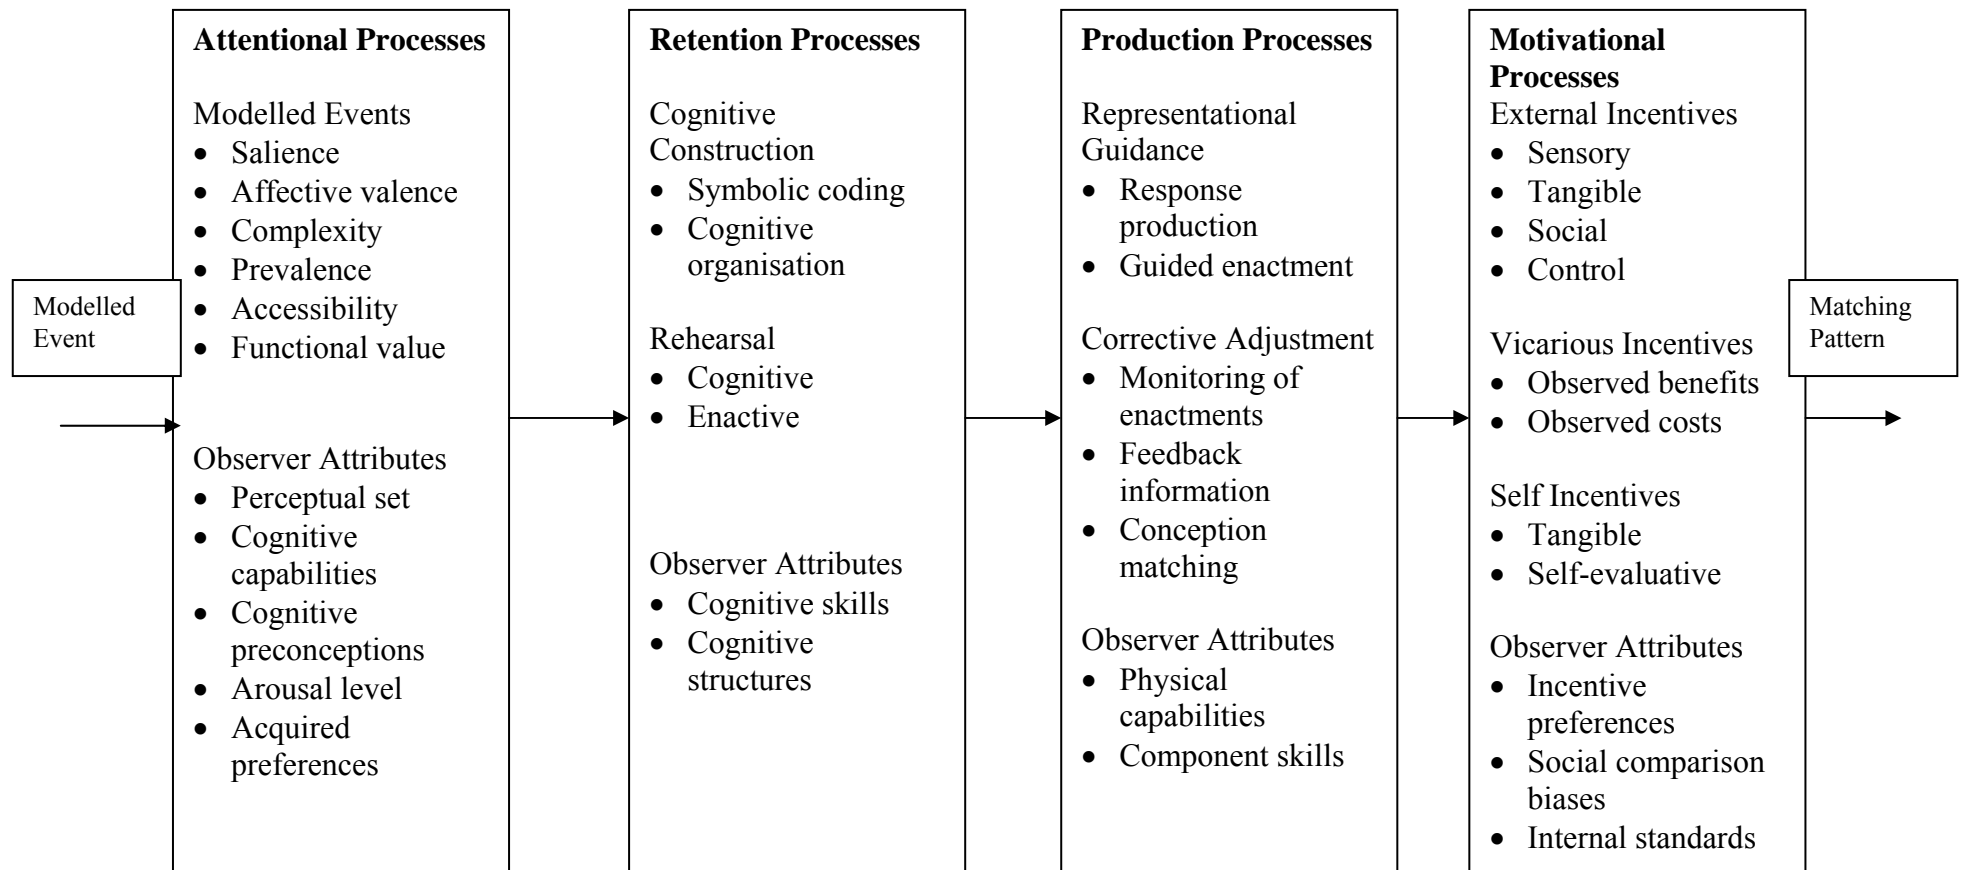 Modelled
Event
Attentional Processes
Modelled Events
• Salience
• Affective valence
• Complexity
• Prevalence
• Accessibility
• Functional value
Observer Attributes
• Perceptual set
• Cognitive
capabilities
• Cognitive
preconceptions
• Arousal level
• Acquired
preferences
Retention Processes
Cognitive
Construction
• Symbolic coding
• Cognitive
organisation
Rehearsal
• Cognitive
• Enactive
Observer Attributes
• Cognitive skills
• Cognitive
structures
Production Processes
Representational
Guidance
• Response
production
• Guided enactment
Corrective Adjustment
• Monitoring of
enactments
• Feedback
information
• Conception
matching
Observer Attributes
• Physical
capabilities
• Component skills
Motivational
Processes
External Incentives
• Sensory
• Tangible
• Social
• Control
Vicarious Incentives
• Observed benefits
• Observed costs
Self Incentives
• Tangible
• Self-evaluative
Observer Attributes
• Incentive
preferences
• Social comparison
biases
• Internal standards
Matching
Pattern